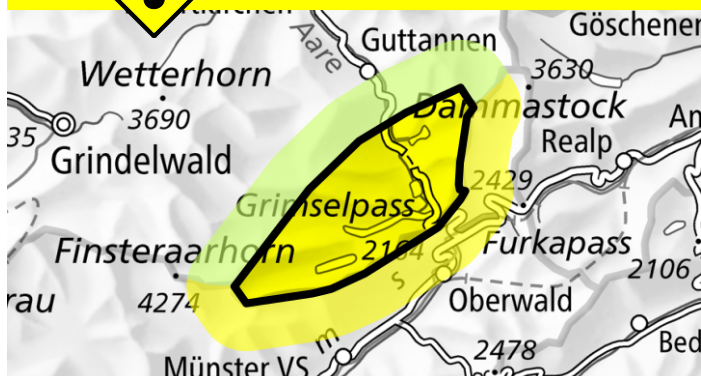 Göschenen
Guttannen
Aare
Wetterhorn
3630
Dammastock
3690
35
Realp
An
Grindelwald
2429
Grimselpass
Finsteraarhorn
2164
Furkapass
2106
s
4274
rau
Oberwald
m
Bed
2478
Münster VS